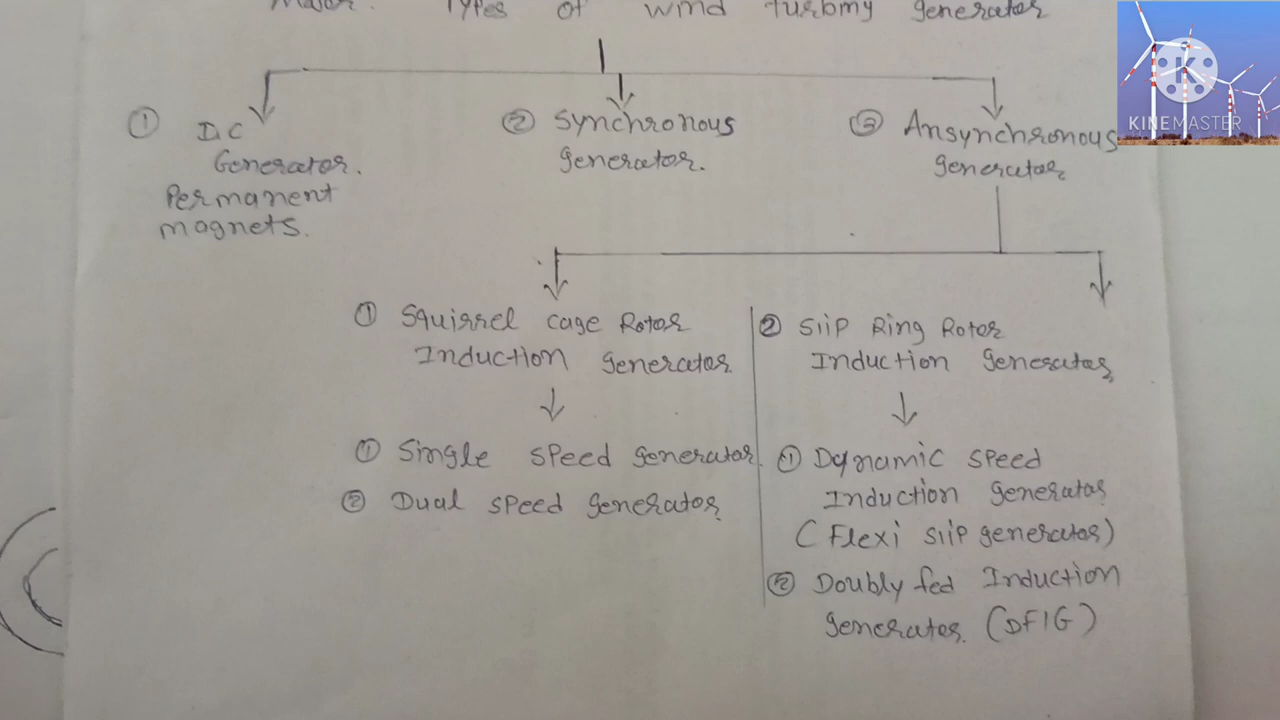 Major. Types of wind turbiny generator
① D.C
Generator.
Permanent
magnets.
② Synchronous
generator.
③ Ansynchronous
generator
① Squirrel cage Rotor
Induction generator
① Single speed generator.
② Dual speed generator.
② Slip Ring Rotor
Induction generator,
① Dynamic speed
Induction generator
(Flexi slip generator)
② Doubly fed Induction
generator. (DFIG)
K
KINEMASTER